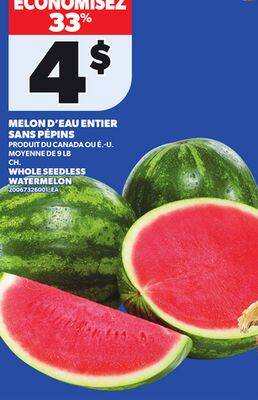 ÉCONOMISEZ
33%
4$
MELON D'EAU ENTIER
SANS PÉPINS
PRODUIT DU CANADA OU É.-U.
MOYENNE DE 9 LB
CH.
WHOLE SEEDLESS
WATERMELON
20067326001_EA